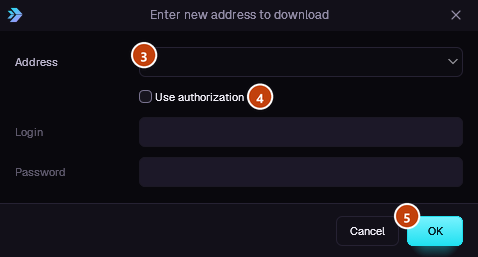 Enter new address to download
Address
3
Use authorization
4
Login
Password
5
Cancel
OK